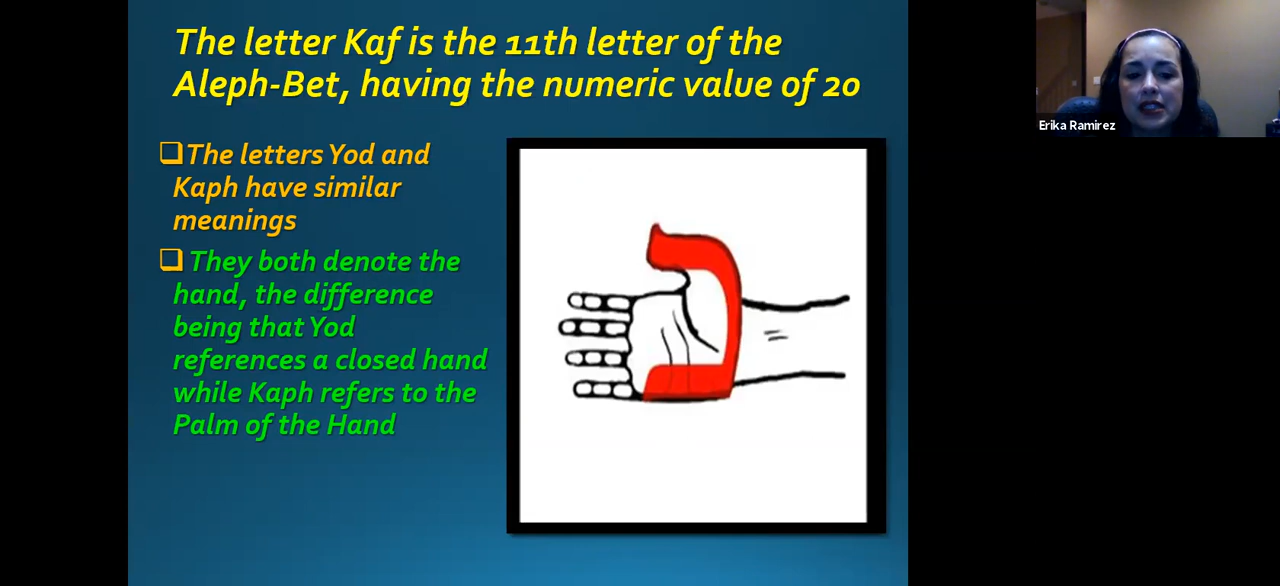 The letter Kaf is the 11th letter of the
Aleph-Bet, having the numeric value of 20
The letters Yod and
Kaph have similar
meanings
They both denote the
hand, the difference
being that Yod
references a closed hand
while Kaph refers to the
Palm of the Hand
Erika Ramirez